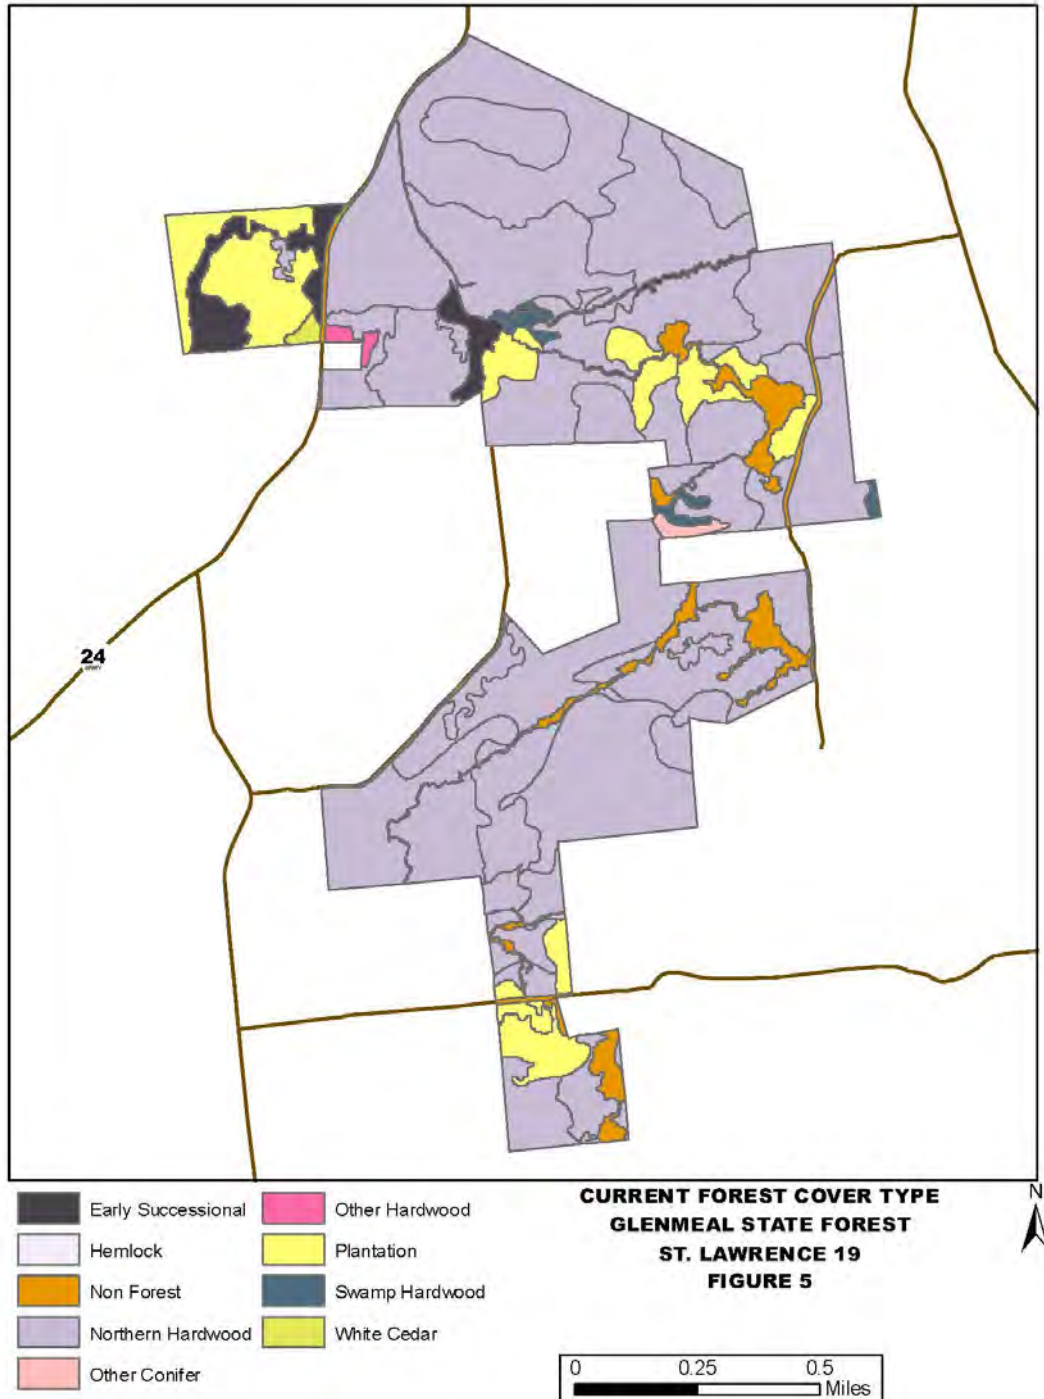 24
Early Successional
Hemlock
Non Forest
Northern Hardwood
Other Conifer
Other Hardwood
Plantation
Swamp Hardwood
White Cedar
CURRENT FOREST COVER TYPE
GLENMEAL STATE FOREST
ST. LAWRENCE 19
FIGURE 5
N
0 0.25 0.5
Miles